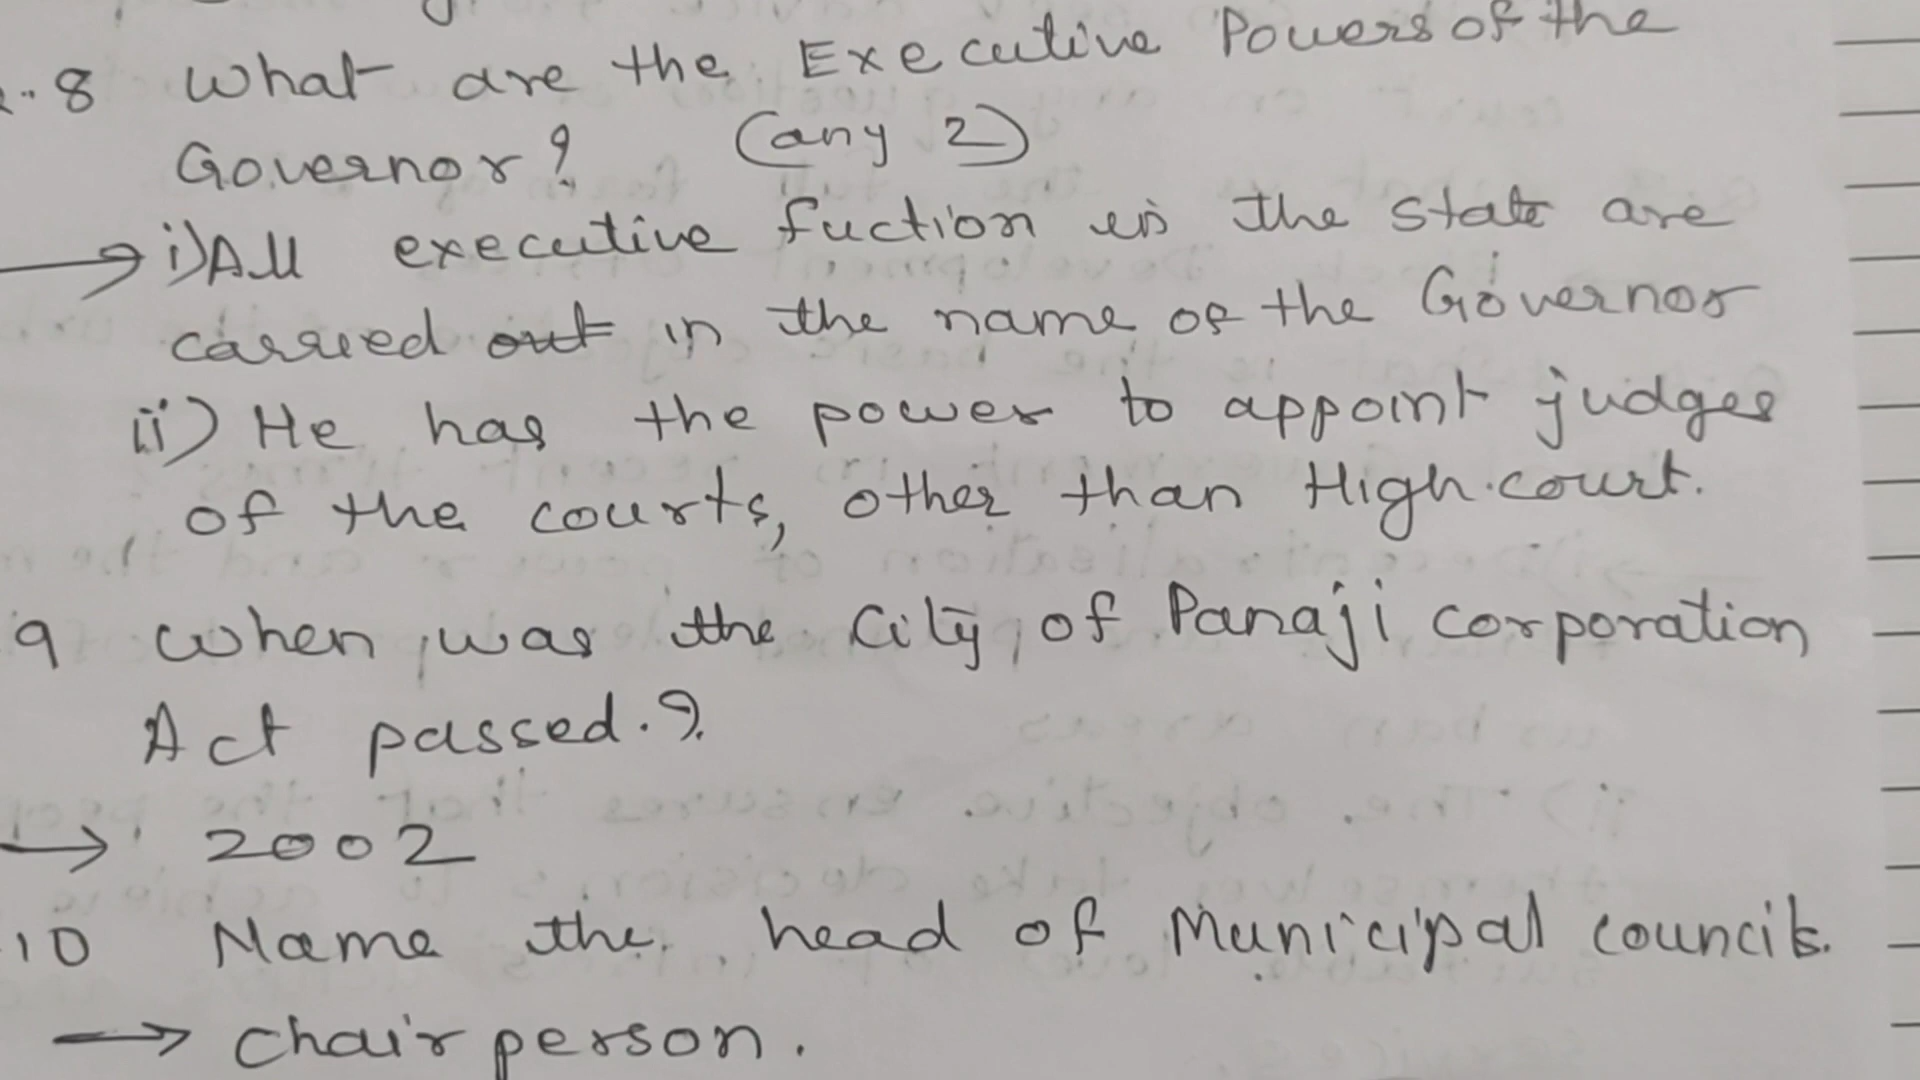 8 What are the Executive Powers of the
Governor? (any 2)
→ i) All executive fuction in the state are
carried out in the name of the Governor
ii) He has the power to appoint judges
of the courts, other than High court.
9 When was the City of Panaji corporation
Act passed.?
→ 2002
10 Name the head of Municipal councils.
→ Chairperson.